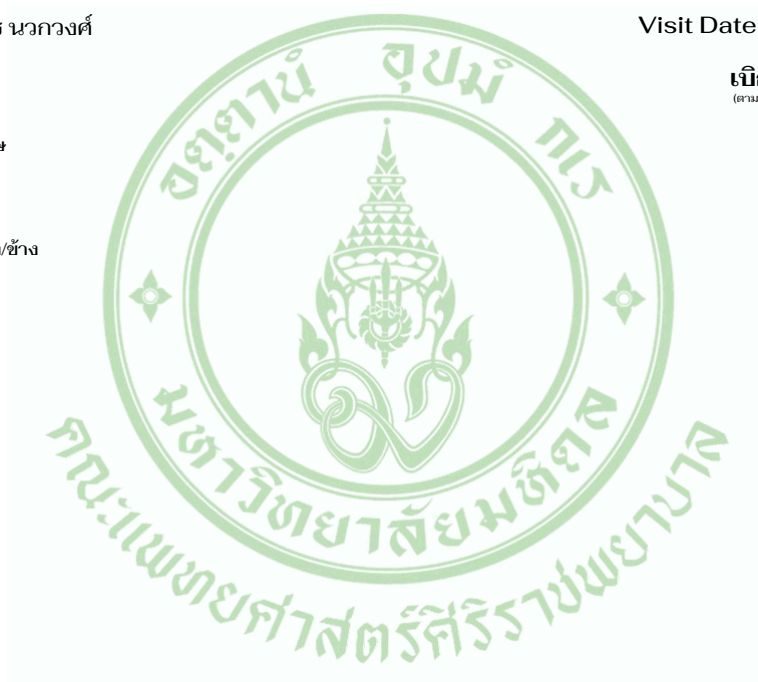 นวกวงศ์
Visit Date
(ตาม
/ข้าง
อตฺตานํ อุปมํ กเร
มหาวิทยาลัยมหิดล
คณะแพทยศาสตร์ศิริราชพยาบาล